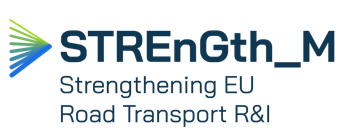 STREnGth_M
Strengthening EU
Road Transport R&I